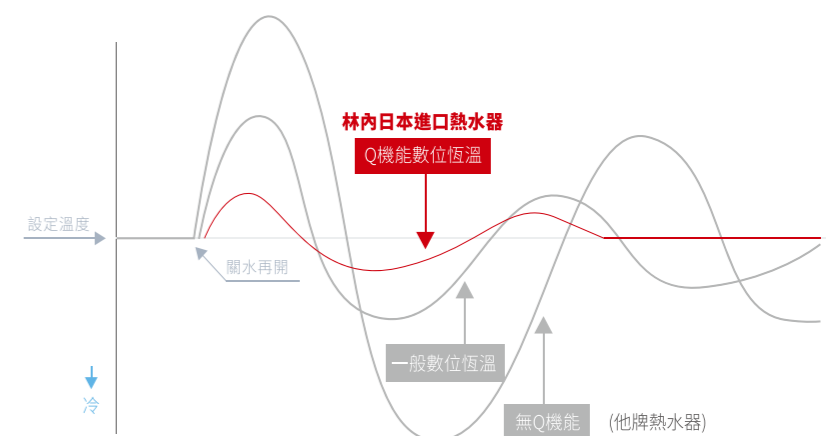 林內日本進口熱水器
Q機能數位恆溫
設定溫度
關水再開
一般數位恆溫
冷
無Q機能 (他牌熱水器)